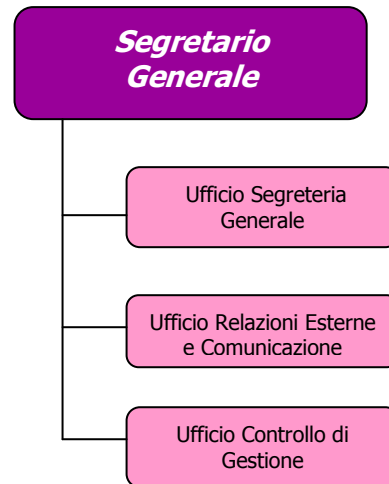 Segretario
Generale
Ufficio Segreteria
Generale
Ufficio Relazioni Esterne
e Comunicazione
Ufficio Controllo di
Gestione